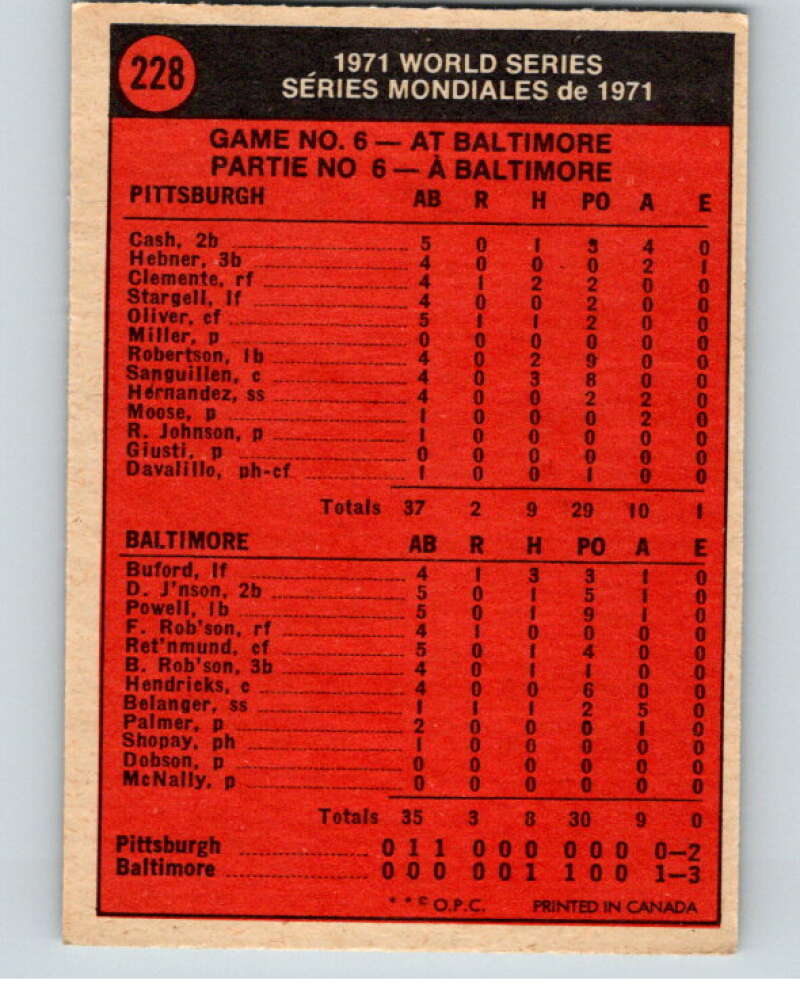 228
1971 WORLD SERIES
SÉRIES MONDIALES de 1971
GAME NO. 6 — AT BALTIMORE
PARTIE NO 6 — À BALTIMORE
PITTSBURGH AB R H PO A E
Cash, 2b 5 0 1 3 4 0
Hebner, 3b 4 0 0 0 2 1
Clemente, rf 4 1 2 2 0 0
Stargell, lf 4 0 0 2 0 0
Oliver, cf 5 1 1 2 0 0
Miller, p 0 0 0 0 0 0
Robertson, 1b 4 0 2 9 0 0
Sanguillen, c 4 0 3 8 0 0
Hernandez, ss 4 0 0 2 2 0
Moose, p 1 0 0 0 2 0
R. Johnson, p 1 0 0 0 0 0
Giusti, p 0 0 0 0 0 0
Davalillo, ph-cf 1 0 0 1 0 0
Totals 37 2 9 29 10 1
BALTIMORE AB R H PO A E
Buford, lf 4 1 3 3 1 0
D. J'nson, 2b 5 0 1 5 1 0
Powell, 1b 5 0 1 9 1 0
F. Rob'son, rf 4 1 0 0 0 0
Ret'nmund, cf 5 0 1 4 0 0
B. Rob'son, 3b 4 0 1 1 0 0
Hendricks, c 4 0 0 6 0 0
Belanger, ss 1 1 1 2 5 0
Palmer, p 2 0 0 0 1 0
Shopay, ph 1 0 0 0 0 0
Dobson, p 0 0 0 0 0 0
McNally, p 0 0 0 0 0 0
Totals 35 3 8 30 9 0
Pittsburgh 0 1 1 0 0 0 0 0 0 0—2
Baltimore 0 0 0 0 0 1 1 0 0 1—3
* * © O.P.C. PRINTED IN CANADA